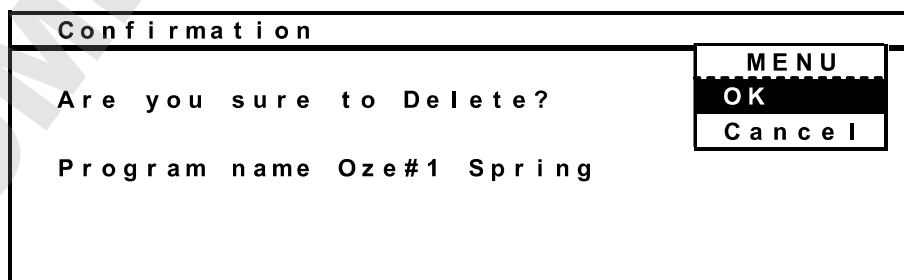 Confirmation
MENU
Are you sure to Delete?
OK
Cancel
Program name Oze#1 Spring